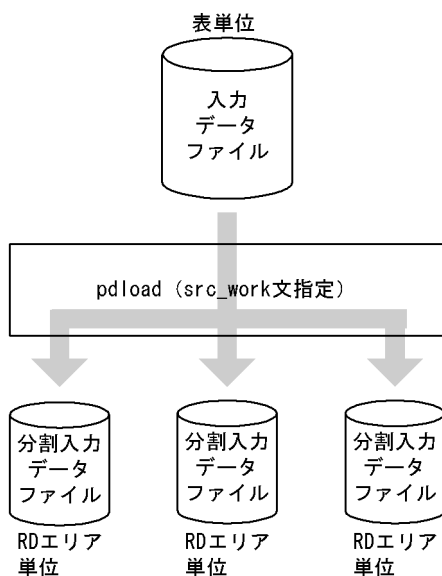 表単位
入力
データ
ファイル
pdload（src_work文指定）
分割入力
データ
ファイル
分割入力
データ
ファイル
分割入力
データ
ファイル
RDエリア
単位
RDエリア
単位
RDエリア
単位